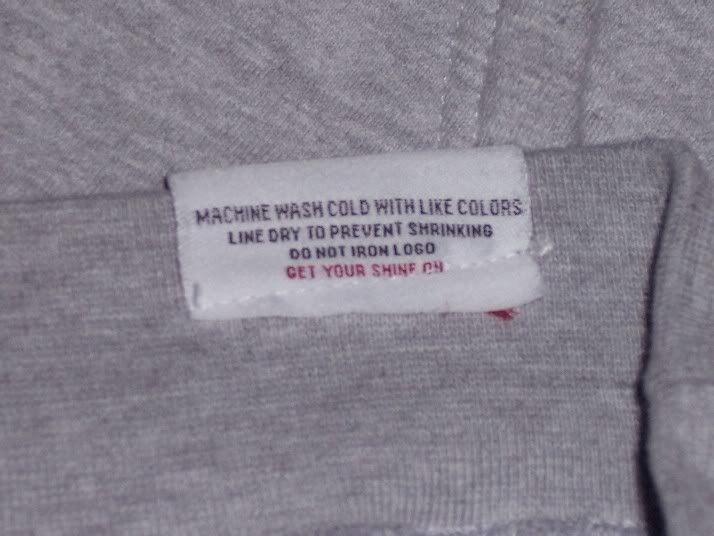 MACHINE WASH COLD WITH LIKE COLORS
LINE DRY TO PREVENT SHRINKING
DO NOT IRON LOGO
GET YOUR SHINE ON